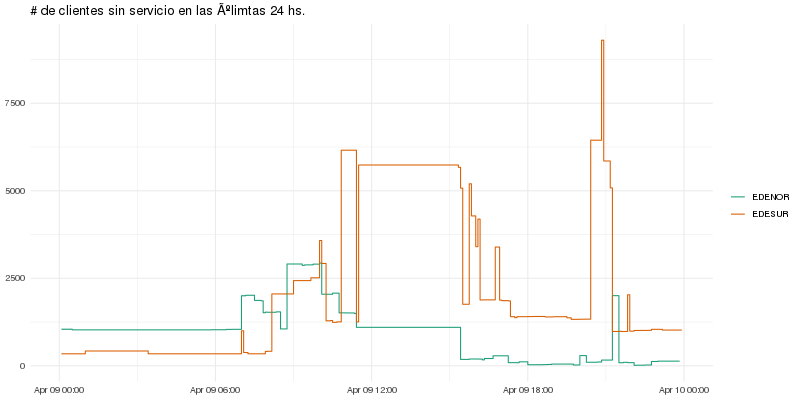 # de clientes sin servicio en las Ãºlimtas 24 hs.
7500
5000
2500
0
Apr 09 00:00
Apr 09 06:00
Apr 09 12:00
Apr 09 18:00
Apr 10 00:00
EDENOR
EDESUR